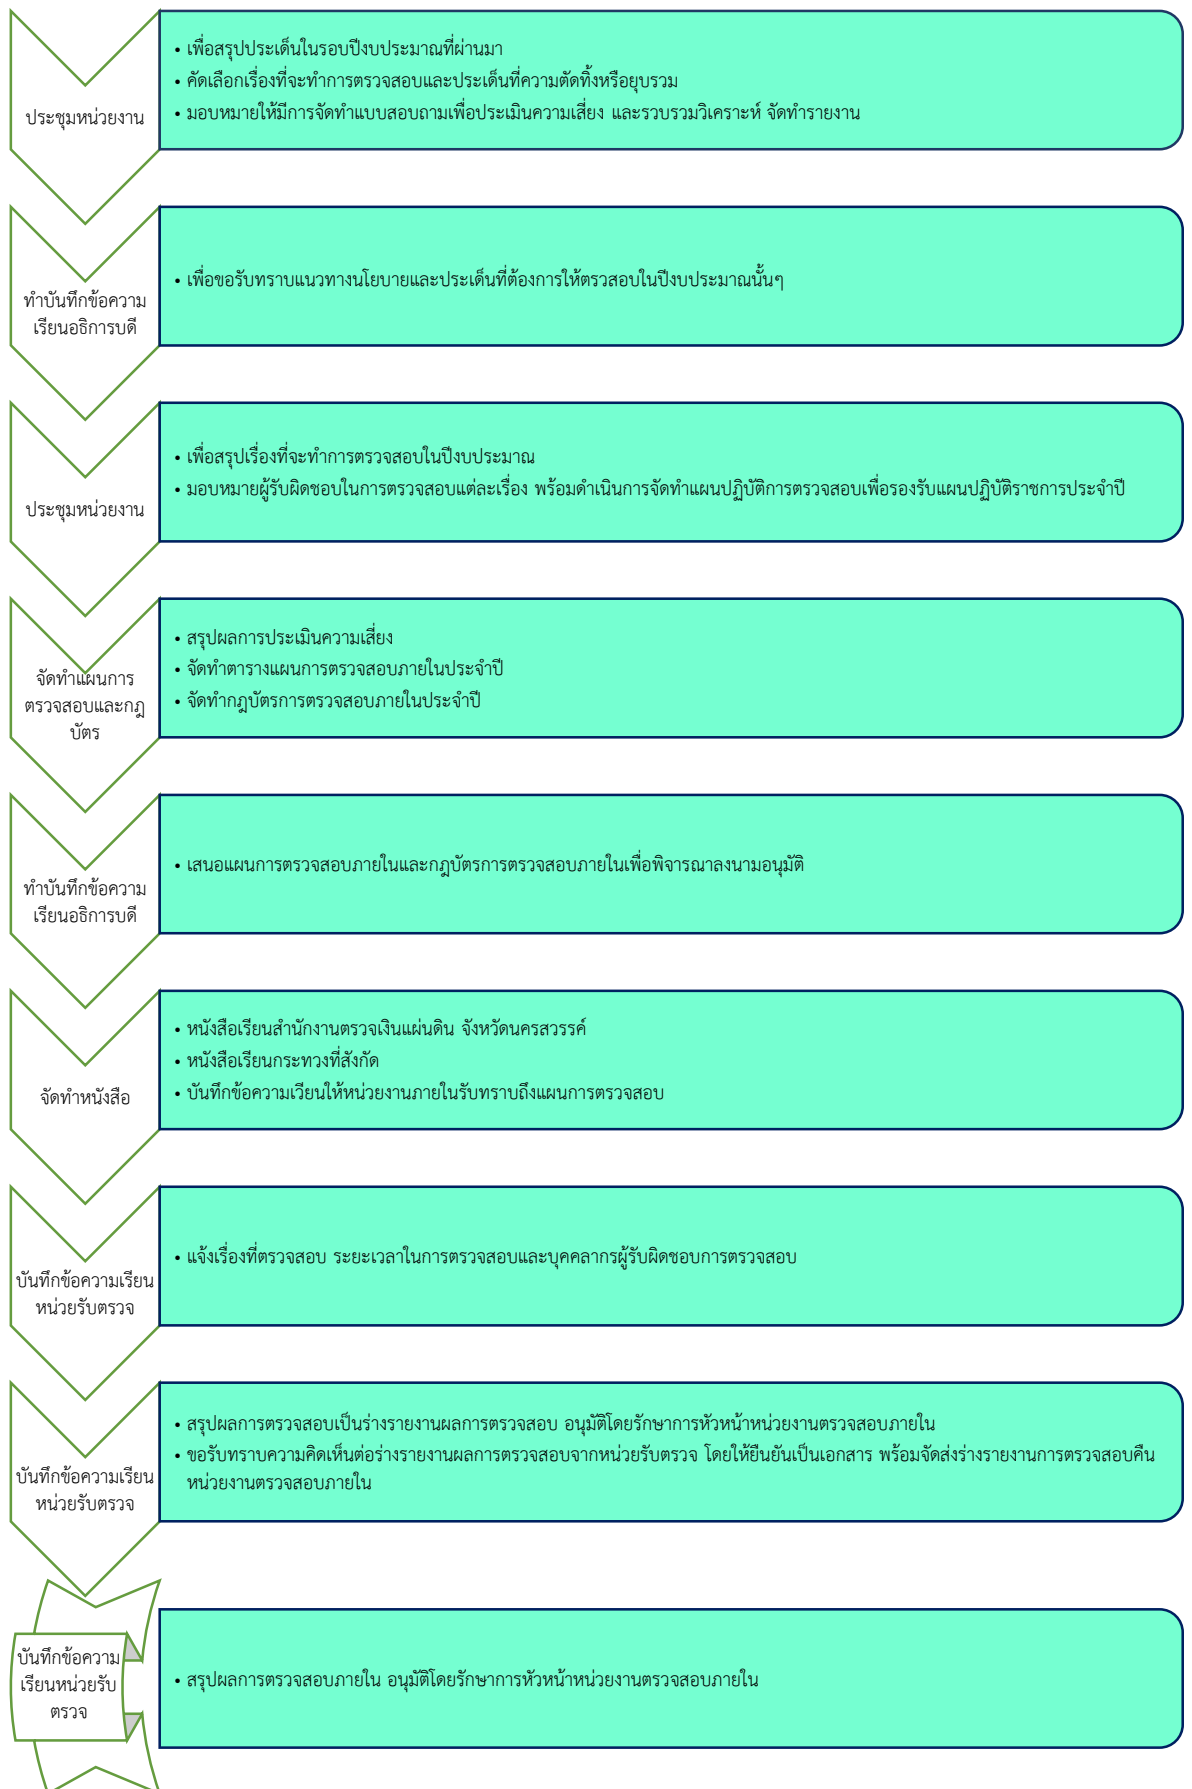 ประชุมหน่วยงาน
• เพื่อสรุปประเด็นในรอบปีงบประมาณที่ผ่านมา
• คัดเลือกเรื่องที่จะทำการตรวจสอบและประเด็นที่ความตัดทิ้งหรือยุบรวม
• มอบหมายให้มีการจัดทำแบบสอบถามเพื่อประเมินความเสี่ยง และรวบรวมวิเคราะห์ จัดทำรายงาน
ทำบันทึกข้อความ
เรียนอธิการบดี
• เพื่อขอรับทราบแนวทางนโยบายและประเด็นที่ต้องการให้ตรวสอบในปีงบประมาณนั้นๆ
ประชุมหน่วยงาน
• เพื่อสรุปเรื่องที่จะทำการตรวจสอบในปีงบประมาณ
• มอบหมายผู้รับผิดชอบในการตรวจสอบแต่ละเรื่อง พร้อมดำเนินการจัดทำแผนปฏิบัติการตรวจสอบเพื่อรองรับแผนปฏิบัติราชการประจำปี
จัดทำแผนการ
ตรวจสอบและกฎ
บัตร
• สรุปผลการประเมินความเสี่ยง
• จัดทำตารางแผนการตรวจสอบภายในประจำปี
• จัดทำกฎบัตรการตรวจสอบภายในประจำปี
ทำบันทึกข้อความ
เรียนอธิการบดี
• เสนอแผนการตรวจสอบภายในและกฎบัตรการตรวจสอบภายในเพื่อพิจารณาลงนามอนุมัติ
จัดทำหนังสือ
• หนังสือเรียนสำนักงานตรวจเงินแผ่นดิน จังหวัดนครสวรรค์
• หนังสือเรียนกระทวงที่สังกัด
• บันทึกข้อความเวียนให้หน่วยงานภายในรับทราบถึงแผนการตรวจสอบ
บันทึกข้อความเรียน
หน่วยรับตรวจ
• แจ้งเรื่องที่ตรวจสอบ ระยะเวลาในการตรวจสอบและบุคคลากรผู้รับผิดชอบการตรวจสอบ
บันทึกข้อความเรียน
หน่วยรับตรวจ
• สรุปผลการตรวจสอบเป็นร่างรายงานผลการตรวจสอบ อนุมัติโดยรักษาการหัวหน้าหน่วยงานตรวจสอบภายใน
• ขอรับทราบความคิดเห็นต่อร่างรายงานผลการตรวจสอบจากหน่วยรับตรวจ โดยให้ยืนยันเป็นเอกสาร พร้อมจัดส่งร่างรายงานการตรวจสอบคืน
หน่วยงานตรวจสอบภายใน
บันทึกข้อความ
เรียนหน่วยรับ
ตรวจ
• สรุปผลการตรวจสอบภายใน อนุมัติโดยรักษาการหัวหน้าหน่วยงานตรวจสอบภายใน